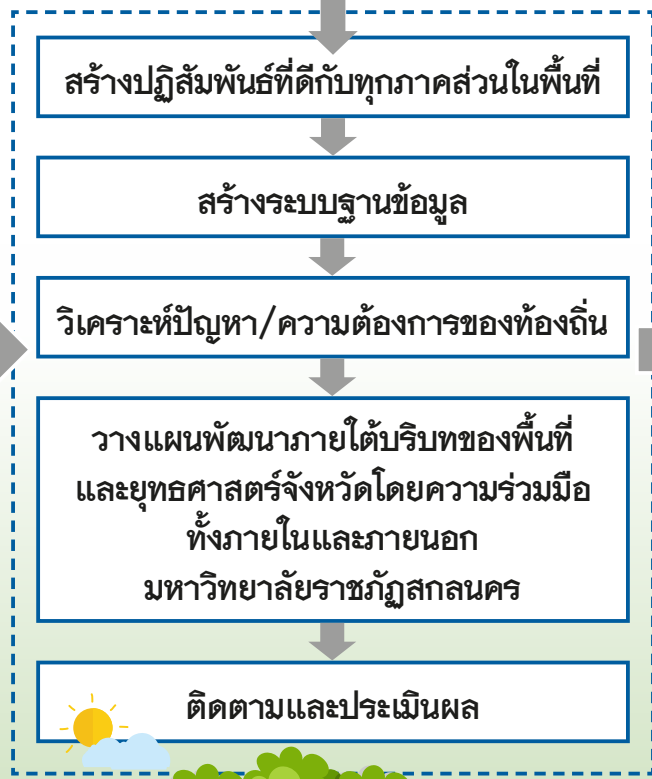 สร้างปฏิสัมพันธ์ที่ดีกับทุกภาคส่วนในพื้นที่
สร้างระบบฐานข้อมูล
วิเคราะห์ปัญหา/ความต้องการของท้องถิ่น
วางแผนพัฒนาภายใต้บริบทของพื้นที่
และยุทธศาสตร์จังหวัดโดยความร่วมมือ
ทั้งภายในและภายนอก
มหาวิทยาลัยราชภัฏสกลนคร
ติดตามและประเมินผล